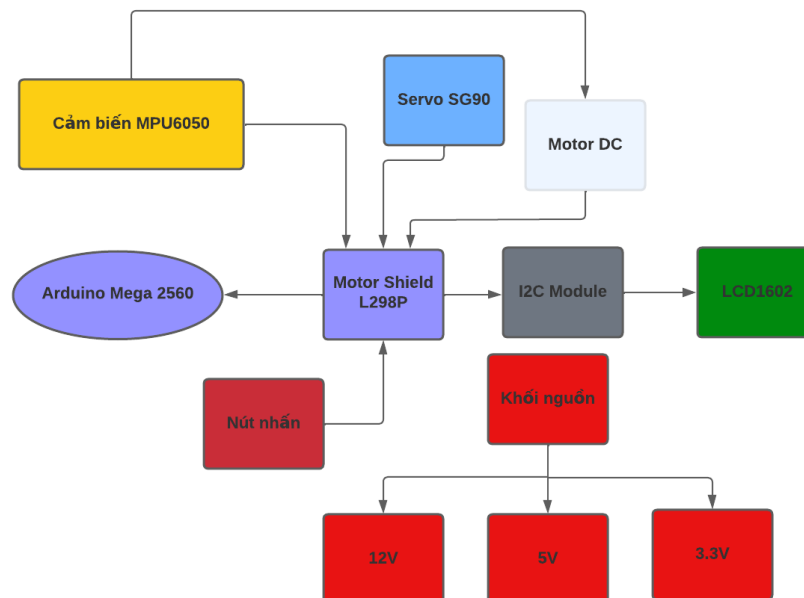 Servo SG90
Cảm biến MPU6050
Motor DC
Arduino Mega 2560
Motor Shield
L298P
I2C Module
LCD1602
Khối nguồn
Nút nhấn
12V
5V
3.3V